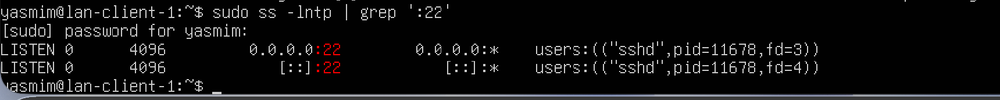 yasmim@lan-client-1:~$ sudo ss -lntp | grep ':22'
[sudo] password for yasmim:
LISTEN 0 4096 0.0.0.0:22 0.0.0.0:* users:(("sshd",pid=11678,fd=3))
LISTEN 0 4096 [::]:22 [::]:* users:(("sshd",pid=11678,fd=4))
yasmim@lan-client-1:~$ _